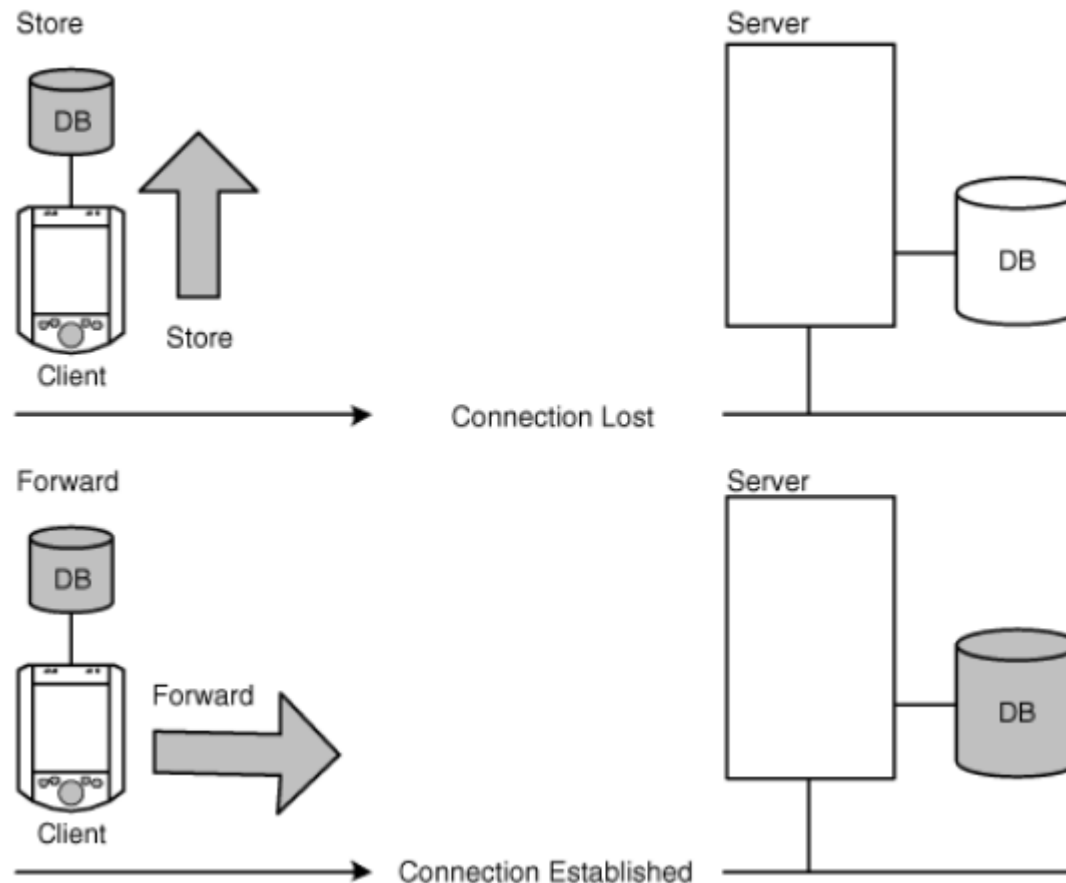 Store
Server
DB
DB
Store
Client
Connection Lost
Forward
Server
DB
Forward
DB
Client
Connection Established